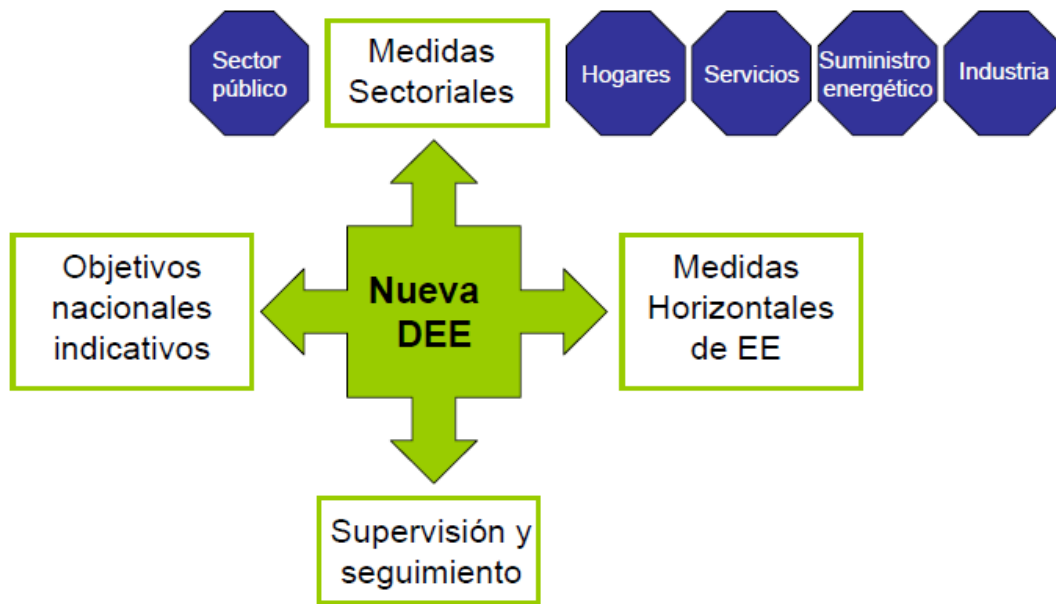 Sector
público
Medidas
Sectoriales
Hogares
Servicios
Suministro
energético
Industria
Objetivos
nacionales
indicativos
Nueva
DEE
Medidas
Horizontales
de EE
Supervisión y
seguimiento